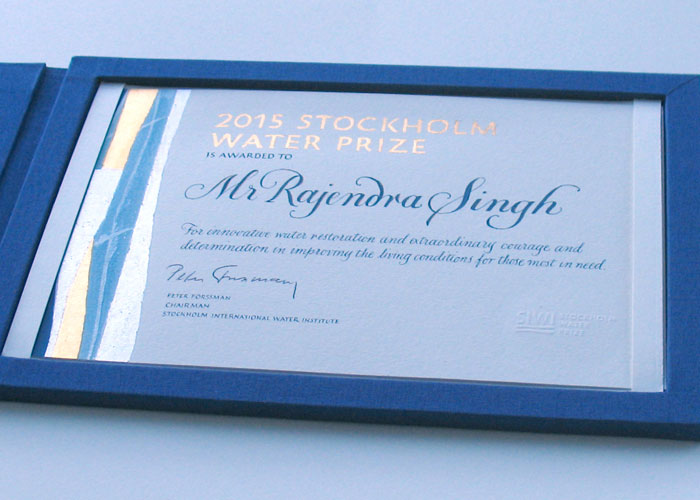 2015 STOCKHOLM
WATER PRIZE
IS AWARDED TO
Mr Rajendra Singh
For innovative water restoration and extraordinary courage and
determination in improving the living conditions for those most in need.
Peter Forssman
PETER FORSSMAN
CHAIRMAN
STOCKHOLM INTERNATIONAL WATER INSTITUTE
SIWI STOCKHOLM
WATER
PRIZE